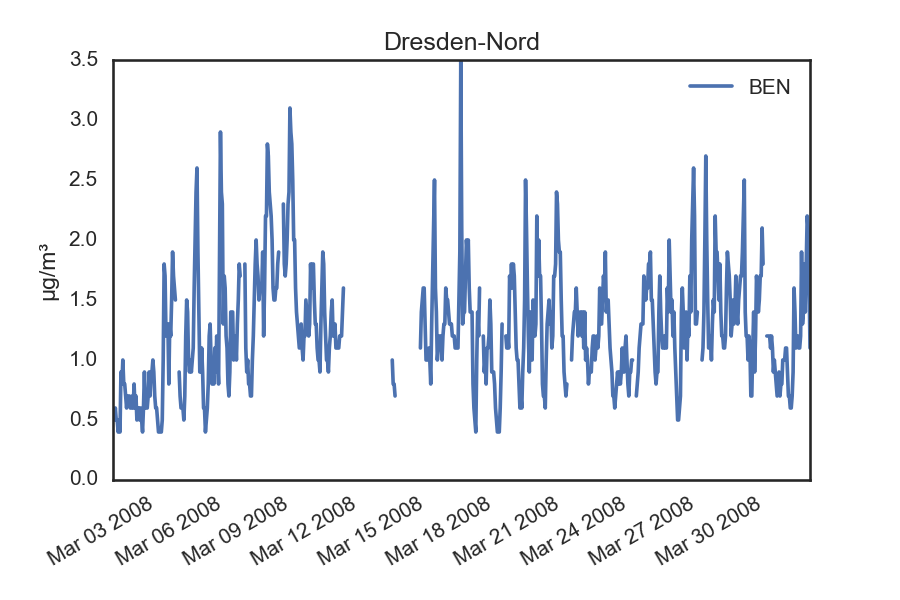 Dresden-Nord
3.5
3.0
2.5
2.0
1.5
1.0
0.5
0.0
µg/m³
BEN
Mar 03 2008
Mar 06 2008
Mar 09 2008
Mar 12 2008
Mar 15 2008
Mar 18 2008
Mar 21 2008
Mar 24 2008
Mar 27 2008
Mar 30 2008